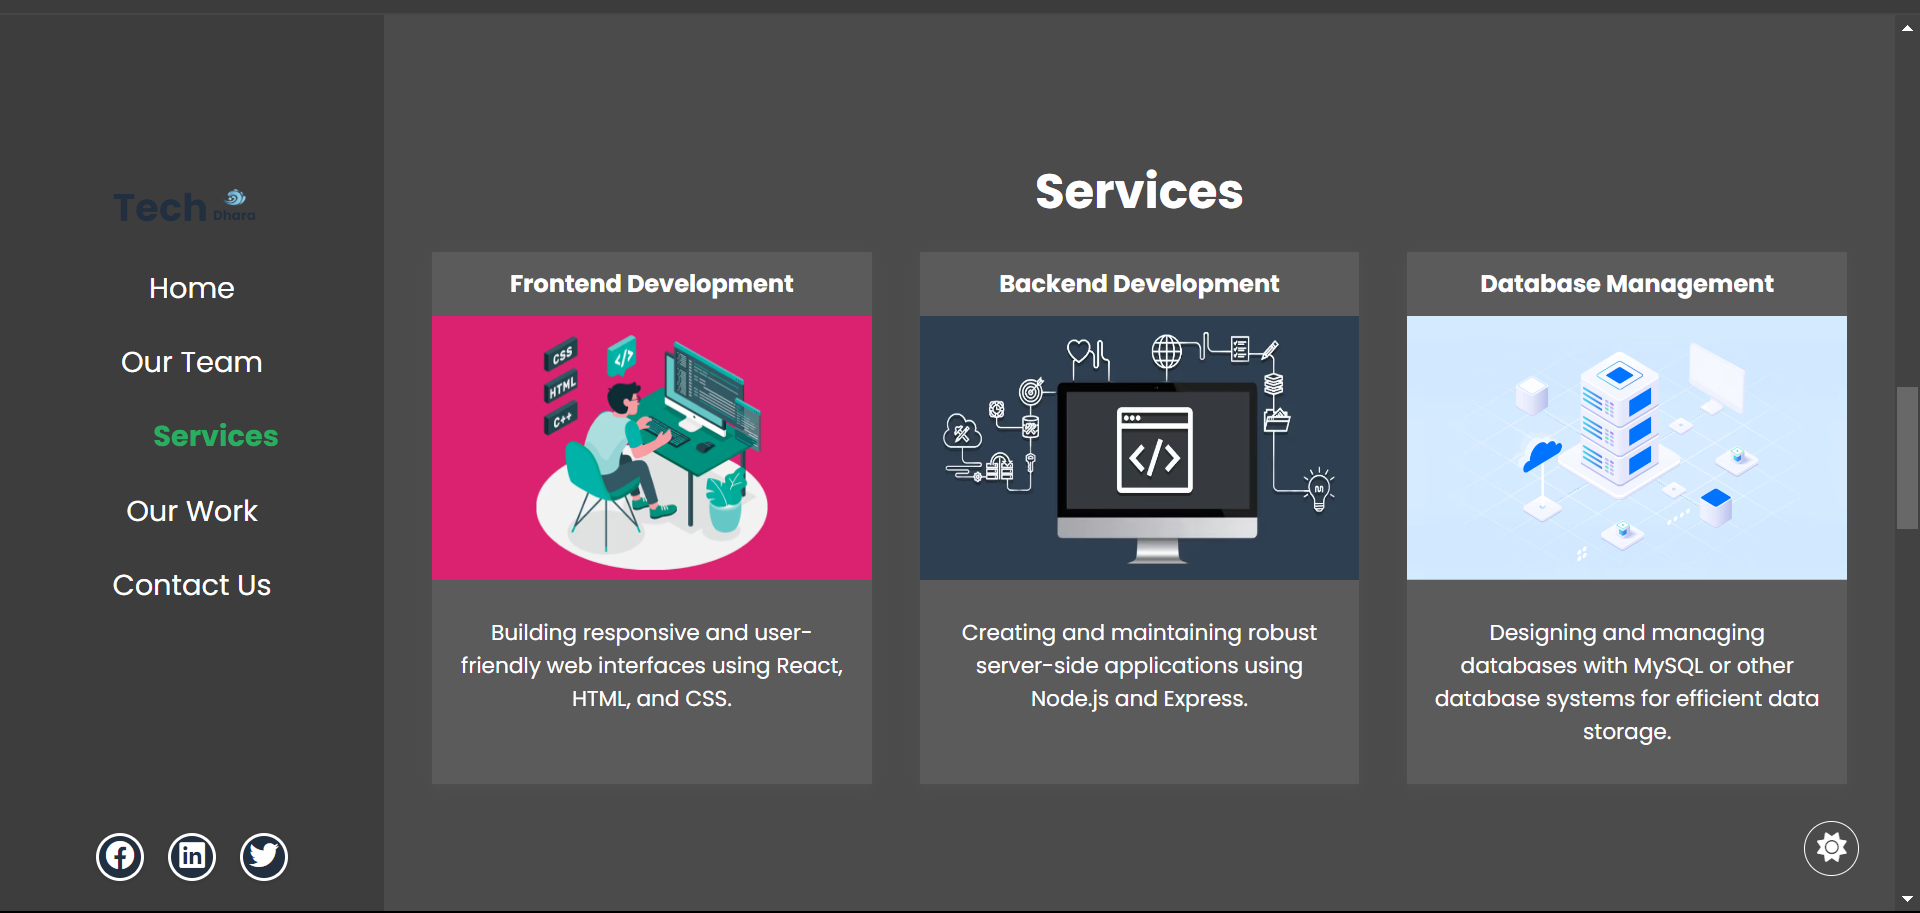 Tech Dhara
Home
Our Team
Services
Our Work
Contact Us
Services
Frontend Development
CSS
</>
HTML
C++
Building responsive and user-
friendly web interfaces using React,
HTML, and CSS.
Backend Development
</>
Creating and maintaining robust
server-side applications using
Node.js and Express.
Database Management
Designing and managing
databases with MySQL or other
database systems for efficient data
storage.